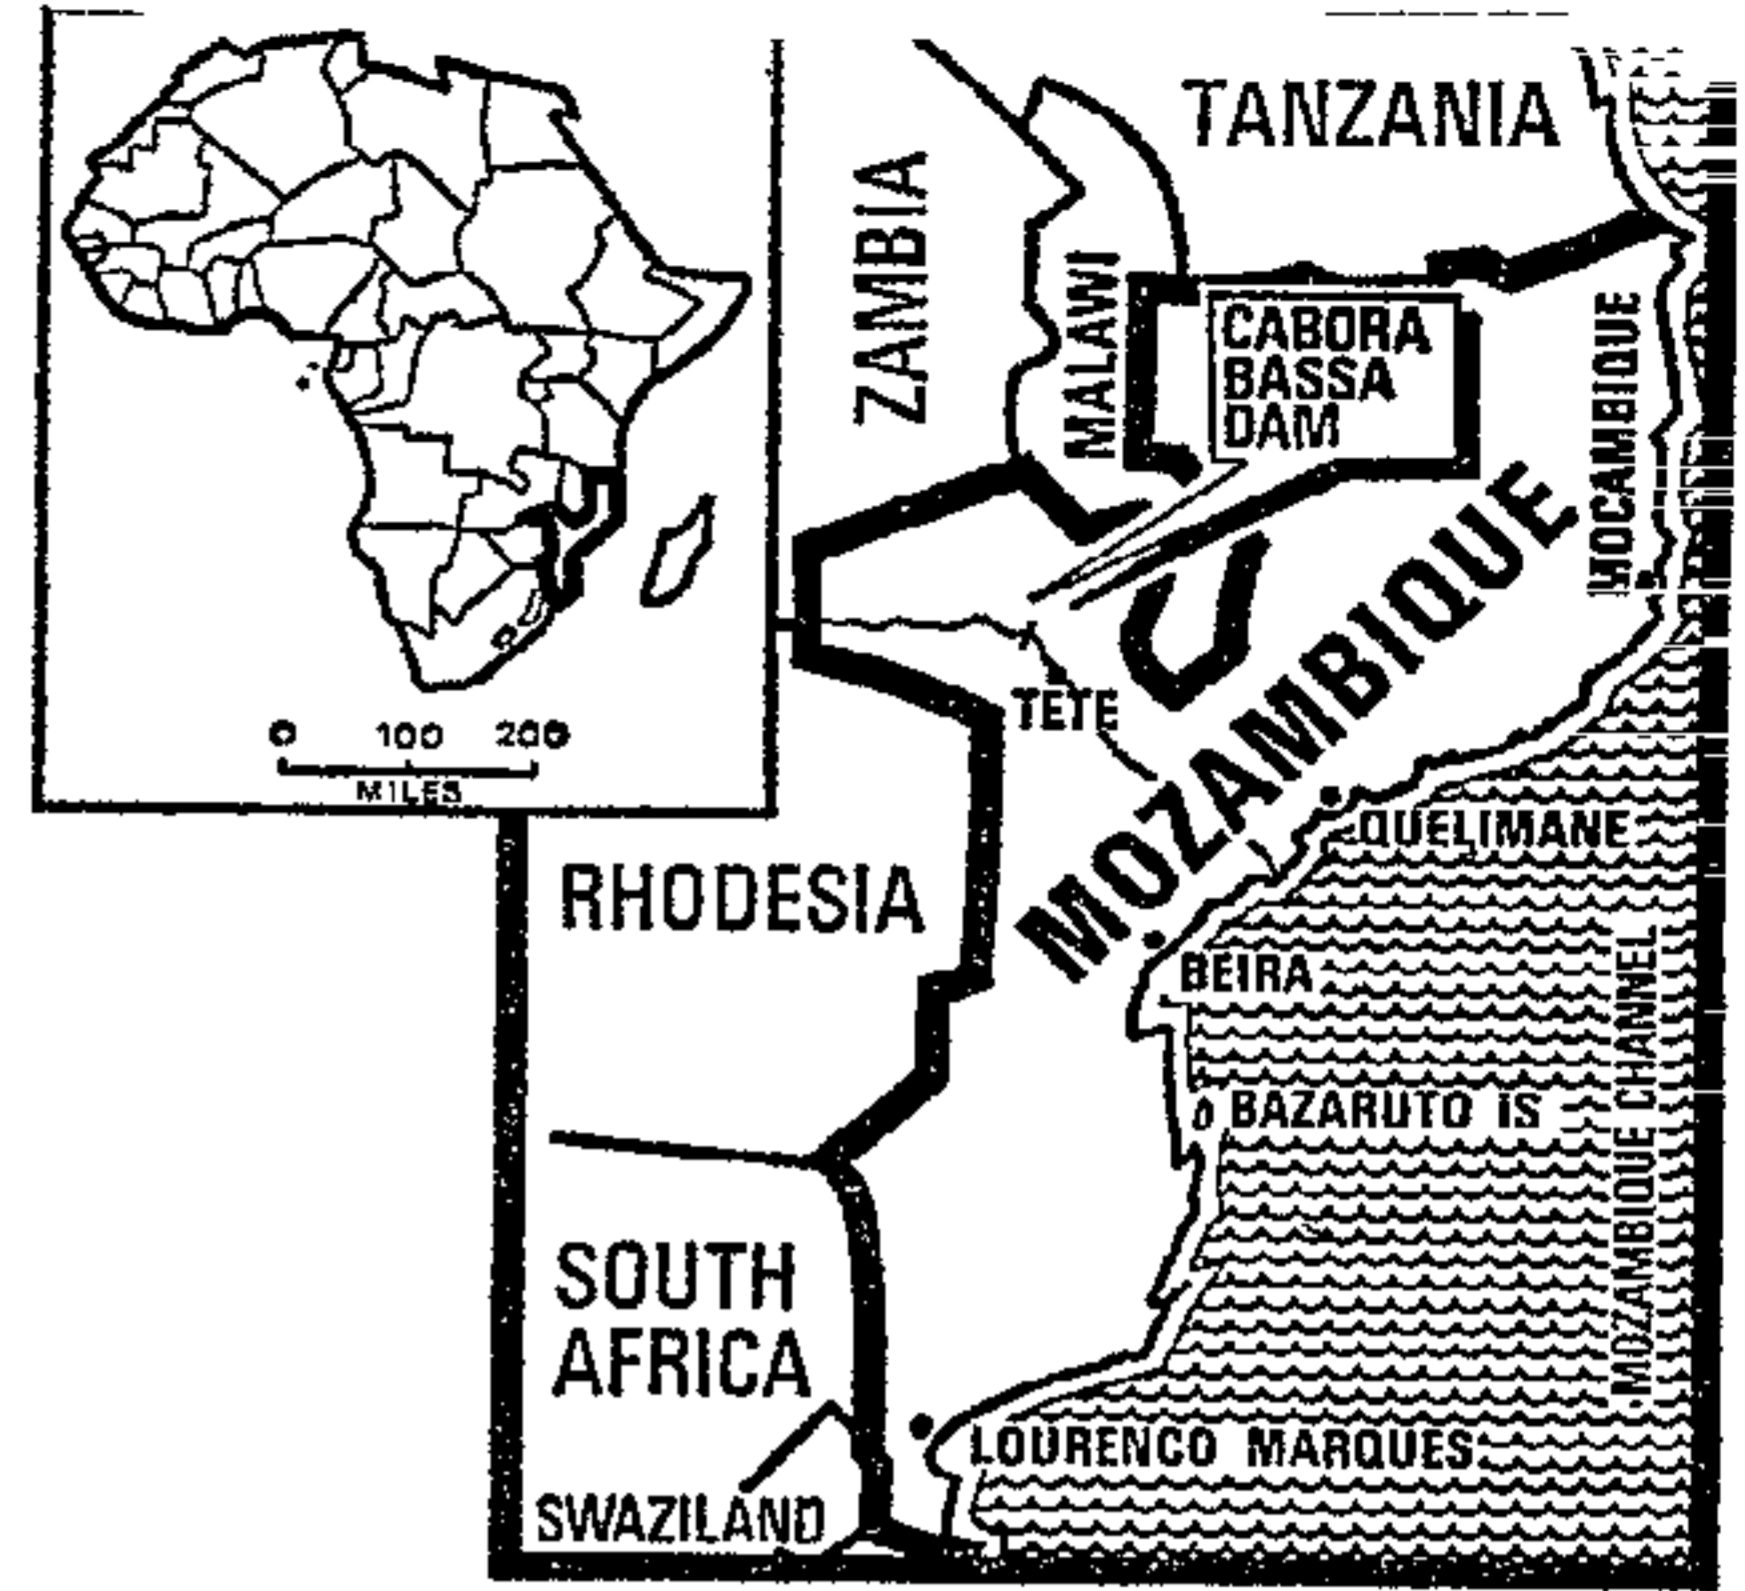 TANZANIA
ZAMBIA
MALAWI
CABORA
BASSA
DAM
MOCAMBIQUE
MOZAMBIQUE
0 100 200
MILES
TETE
QUELIMANE
RHODESIA
BEIRA
BAZARUTO IS
MOZAMBIQUE CHANNEL
SOUTH
AFRICA
LOURENCO MARQUES
SWAZILAND